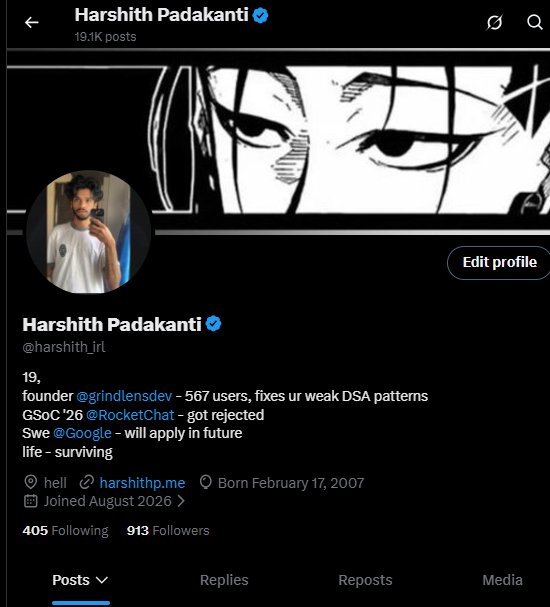 Harshith Padakanti
19.1K posts
Edit profile
Harshith Padakanti
@harshith_irl
19,
founder @grindlensdev - 567 users, fixes ur weak DSA patterns
GSoC '26 @RocketChat - got rejected
Swe @Google - will apply in future
life - surviving
hell harshithp.me Born February 17, 2007
Joined August 2026
405 Following 913 Followers
Posts Replies Reposts Media